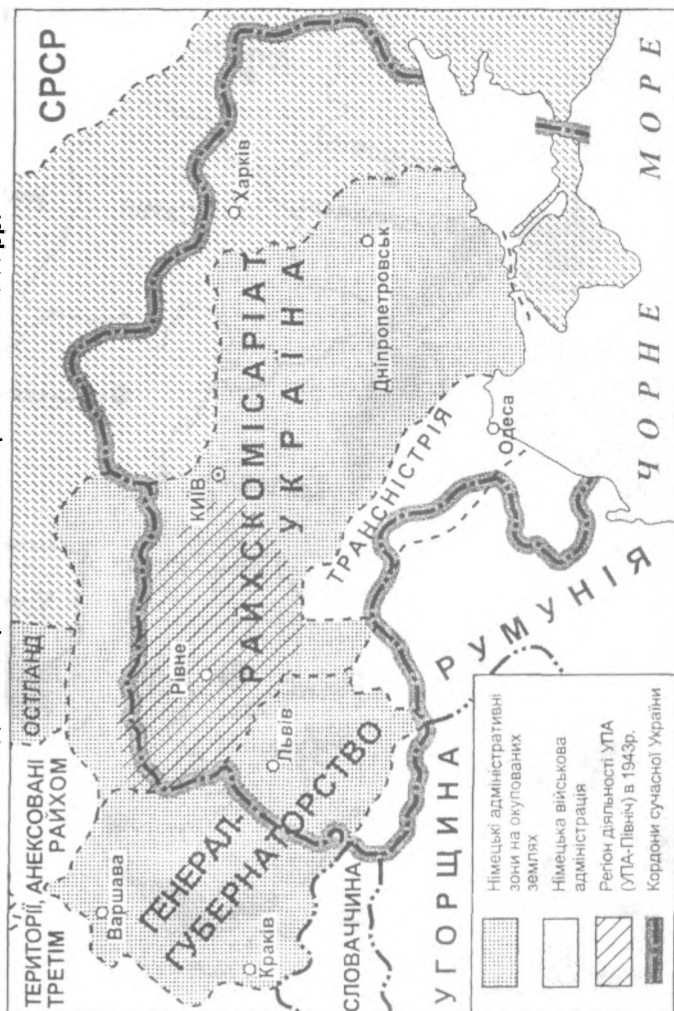 ТЕРИТОРІЇ, АНЕКСОВАНІ
ТРЕТІМ РАЙХОМ
ОСТЛАНД
СРСР
Варшава
ГЕНЕРАЛ-
ГУБЕРНАТОРСТВО
Краків
Львів
Рівне
КИЇВ
Харків
РАЙХСКОМІСАРІАТ
УКРАЇНА
Дніпропетровськ
СЛОВАЧЧИНА
УГОРЩИНА
РУМУНІЯ
ТРАНСНІСТРІЯ
Одеса
ЧОРНЕ МОРЕ
Німецькі адміністративні
зони на окупованих
землях
Німецька військова
адміністрація
Регіон діяльності УПА
(УПА-Північ) в 1943р.
Кордони сучасної України